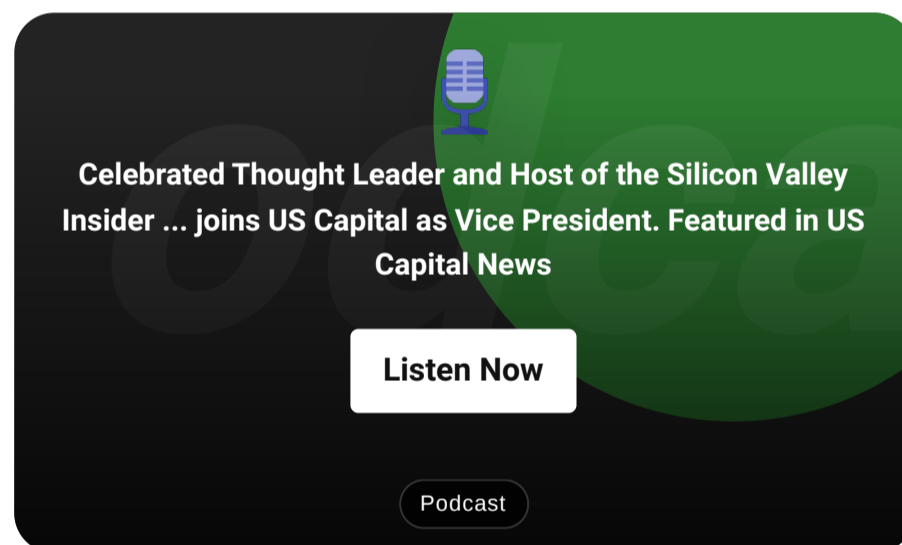 Celebrated Thought Leader and Host of the Silicon Valley
Insider ... joins US Capital as Vice President. Featured in US
Capital News
Listen Now
Podcast